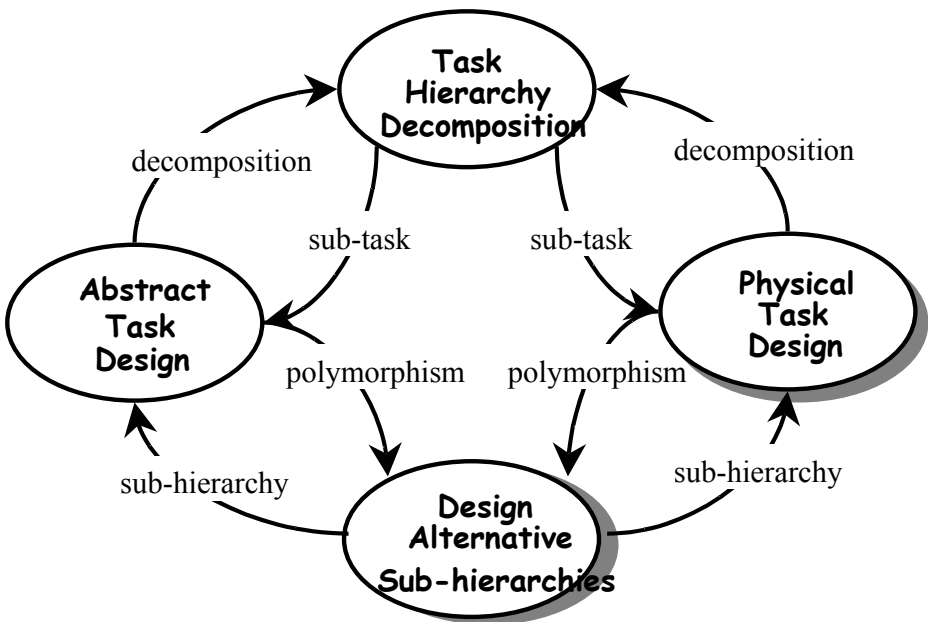 Task
Hierarchy
Decomposition
decomposition
decomposition
sub-task
sub-task
Abstract
Task
Design
Physical
Task
Design
polymorphism
polymorphism
sub-hierarchy
sub-hierarchy
Design
Alternative
Sub-hierarchies